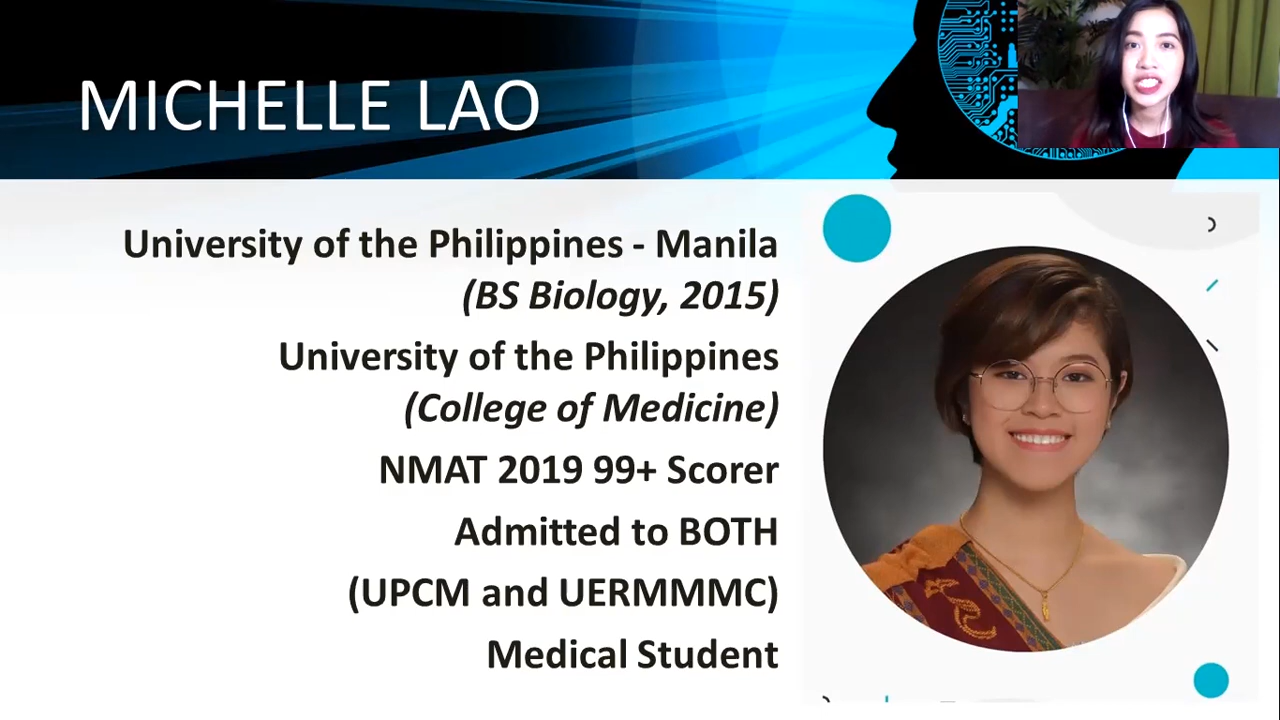 MICHELLE LAO
University of the Philippines - Manila
(BS Biology, 2015)
University of the Philippines
(College of Medicine)
NMAT 2019 99+ Scorer
Admitted to BOTH
(UPCM and UERMMMC)
Medical Student